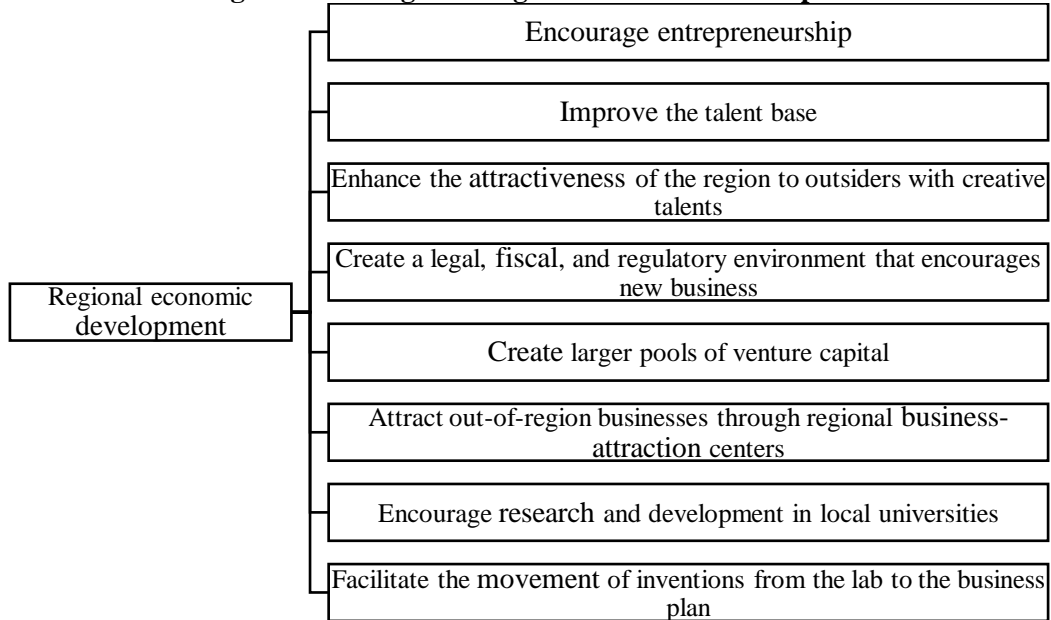 Encourage entrepreneurship
Improve the talent base
Enhance the attractiveness of the region to outsiders with creative
talents
Create a legal, fiscal, and regulatory environment that encourages
new business
Regional economic
development
Create larger pools of venture capital
Attract out-of-region businesses through regional business-
attraction centers
Encourage research and development in local universities
Facilitate the movement of inventions from the lab to the business
plan